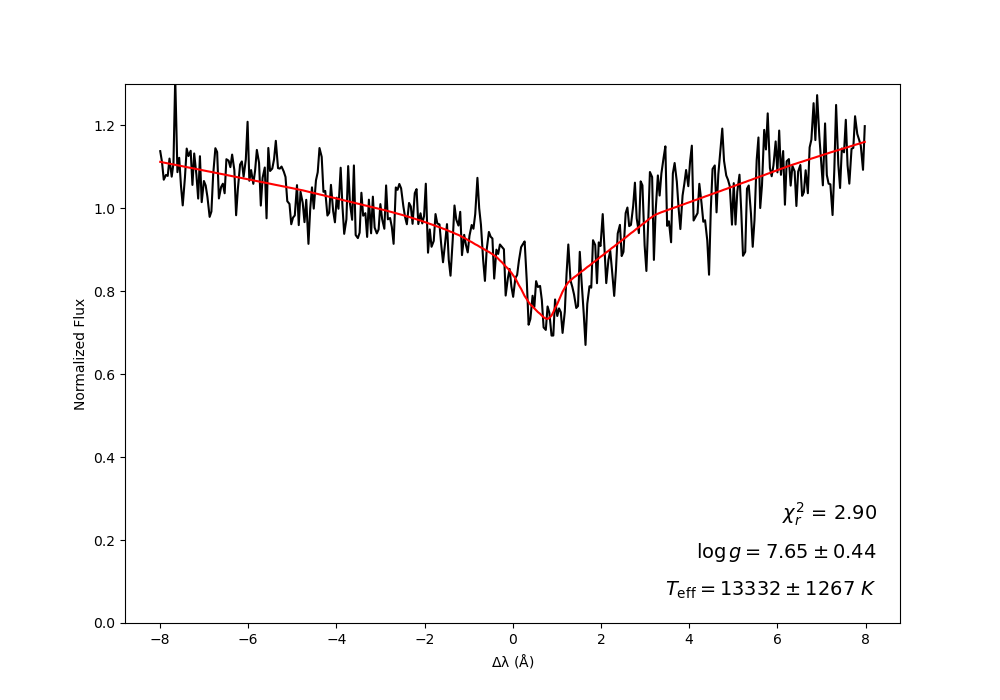 1.2
1.0
0.8
0.6
0.4
0.2
0.0
Normalized Flux
χ²ᵣ = 2.90
log g = 7.65 ± 0.44
T_eff = 13332 ± 1267 K
−8 −6 −4 −2 0 2 4 6 8
Δλ (Å)